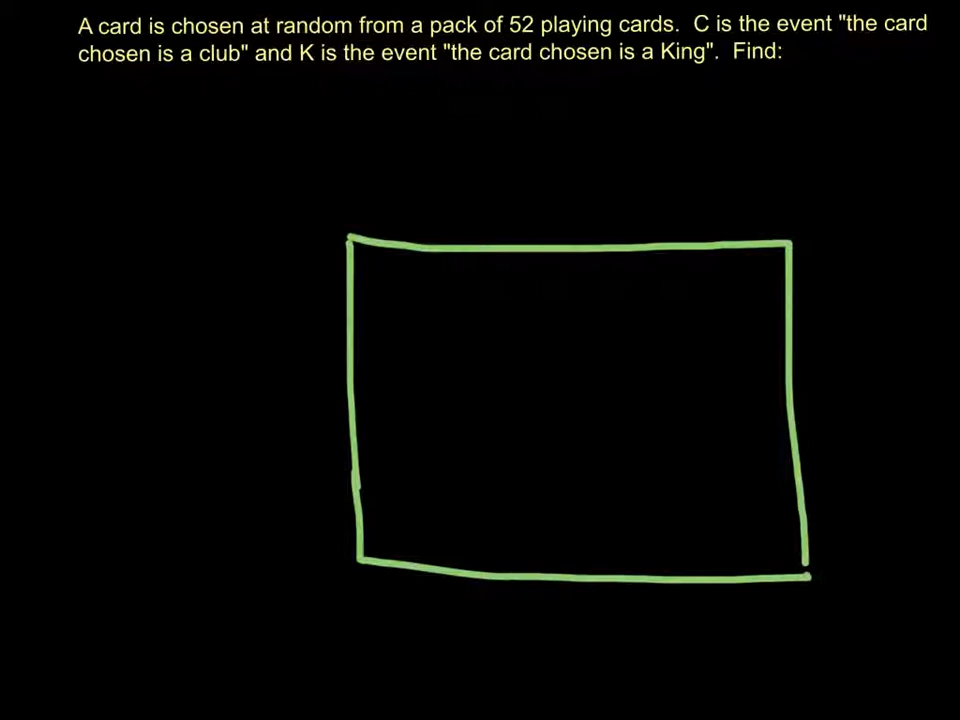 A card is chosen at random from a pack of 52 playing cards.  C is the event "the card
chosen is a club" and K is the event "the card chosen is a King".  Find: